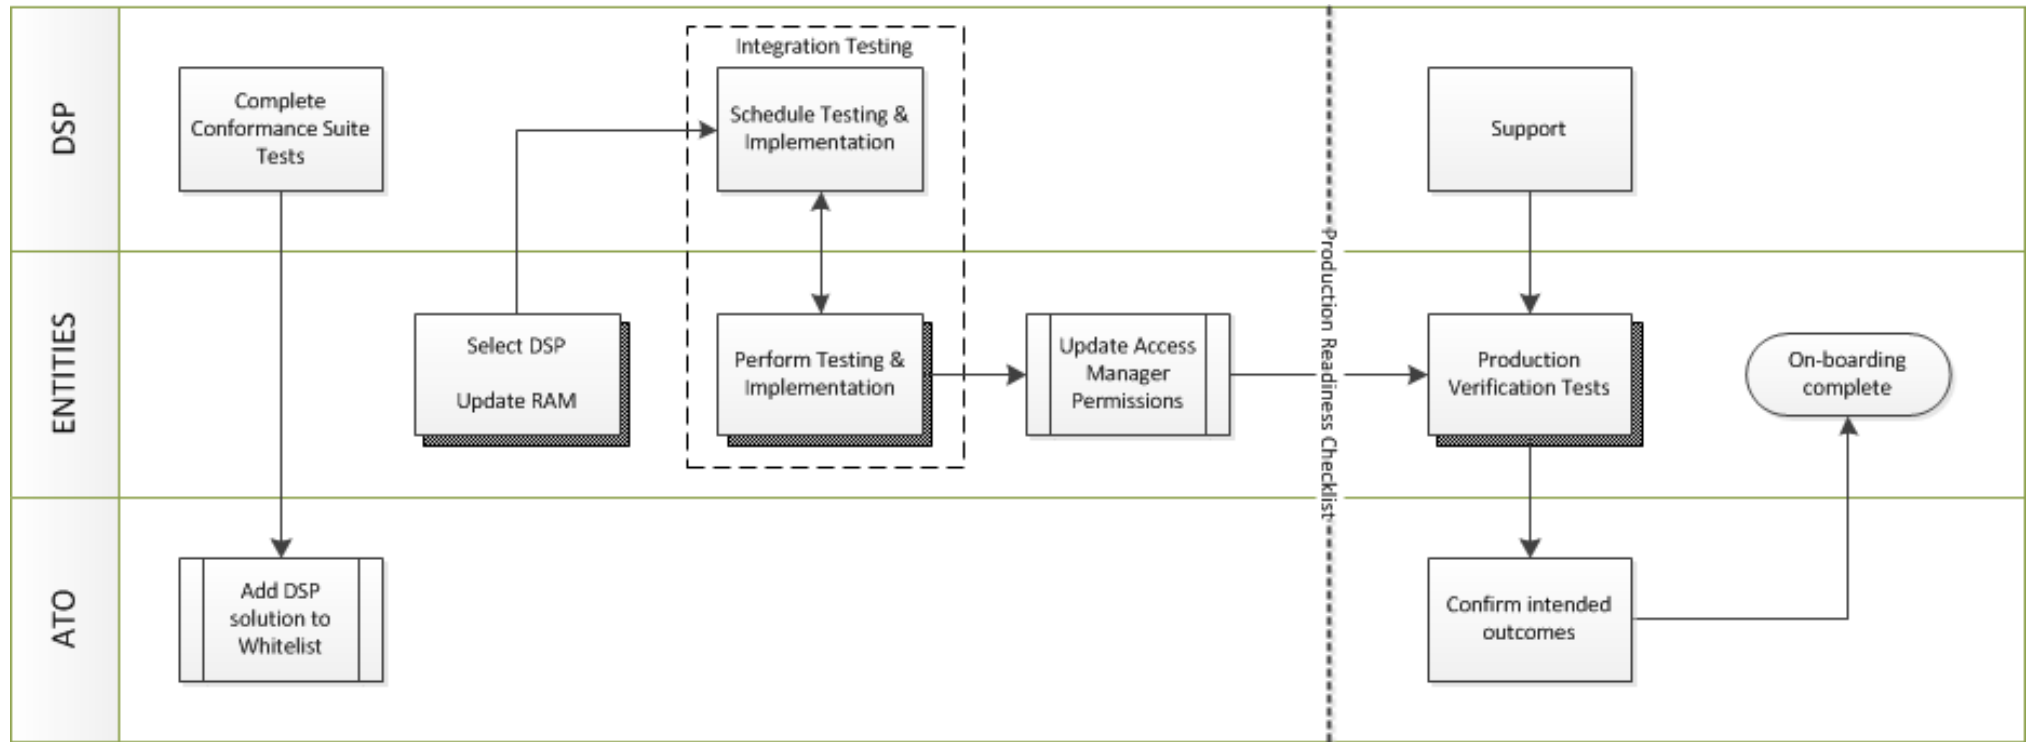 DSP
Complete
Conformance Suite
Tests
Integration Testing
Schedule Testing &
Implementation
Support
ENTITIES
Select DSP
Update RAM
Perform Testing &
Implementation
Update Access
Manager
Permissions
Production Readiness Checklist
Production
Verification Tests
On-boarding
complete
ATO
Add DSP
solution to
Whitelist
Confirm intended
outcomes